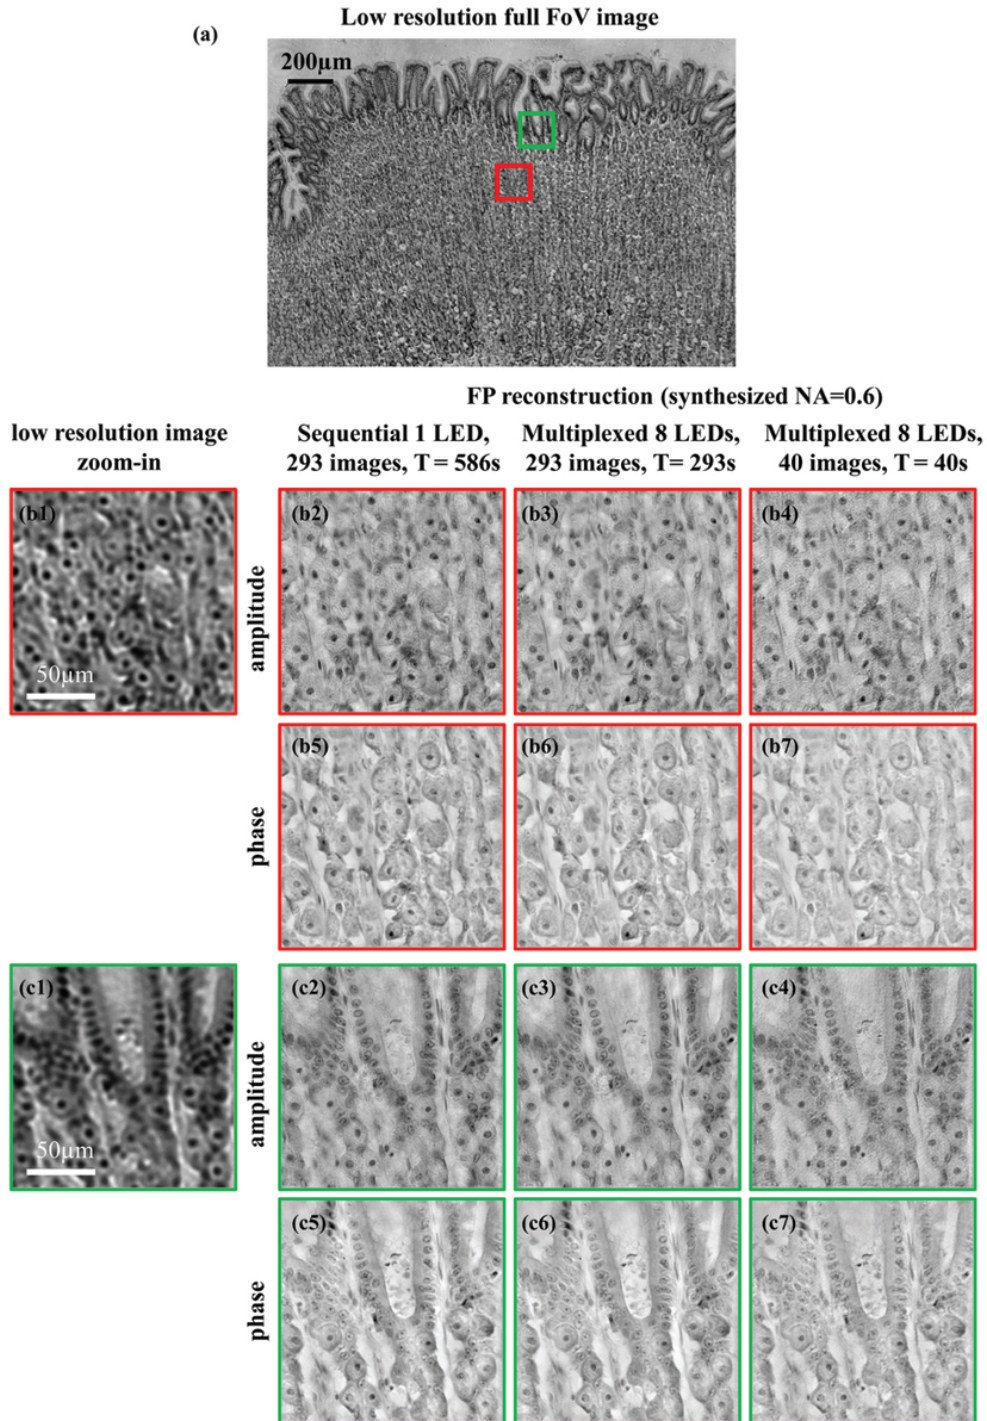 Low resolution full FoV image
(a)
200μm
FP reconstruction (synthesized NA=0.6)
low resolution image
zoom-in
Sequential 1 LED,
293 images, T = 586s
Multiplexed 8 LEDs,
293 images, T= 293s
Multiplexed 8 LEDs,
40 images, T = 40s
(b1)
50μm
amplitude
(b2)
(b3)
(b4)
phase
(b5)
(b6)
(b7)
(c1)
50μm
amplitude
(c2)
(c3)
(c4)
phase
(c5)
(c6)
(c7)